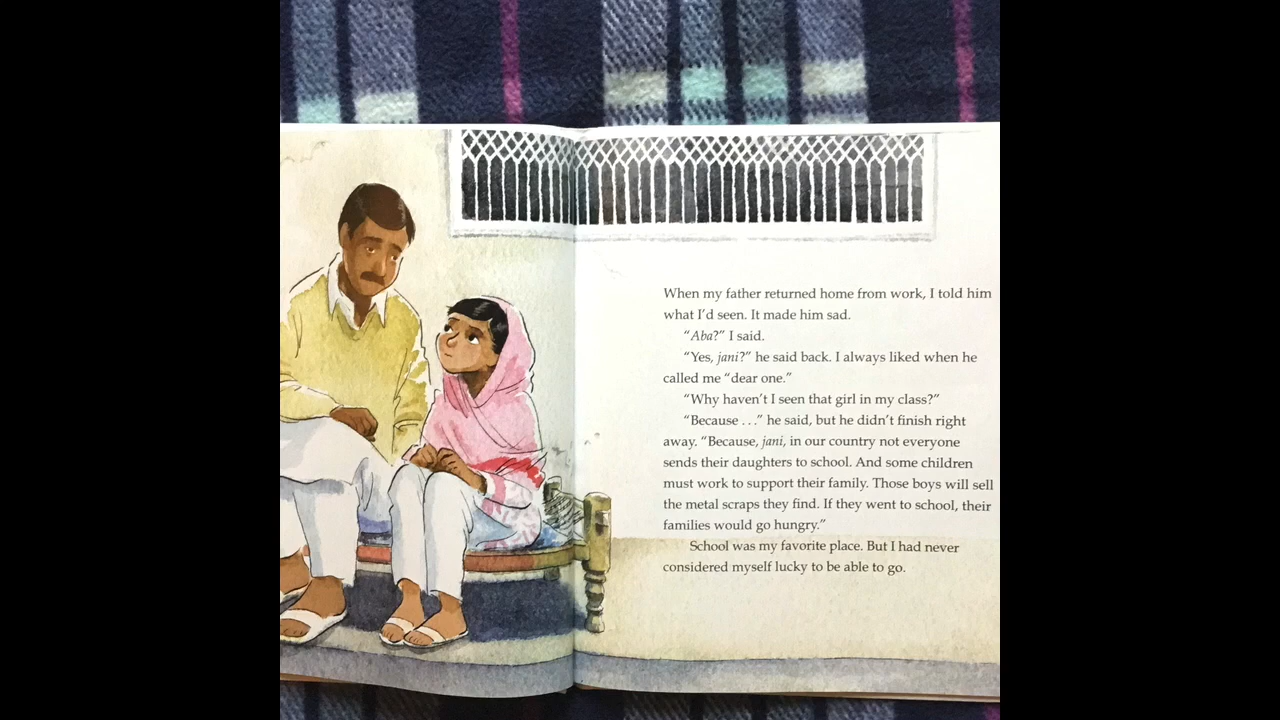 When my father returned home from work, I told him
what I’d seen. It made him sad.
“Aba?” I said.
“Yes, jani?” he said back. I always liked when he
called me “dear one.”
“Why haven’t I seen that girl in my class?”
“Because . . .” he said, but he didn’t finish right
away. “Because, jani, in our country not everyone
sends their daughters to school. And some children
must work to support their family. Those boys will sell
the metal scraps they find. If they went to school, their
families would go hungry.”
School was my favorite place. But I had never
considered myself lucky to be able to go.